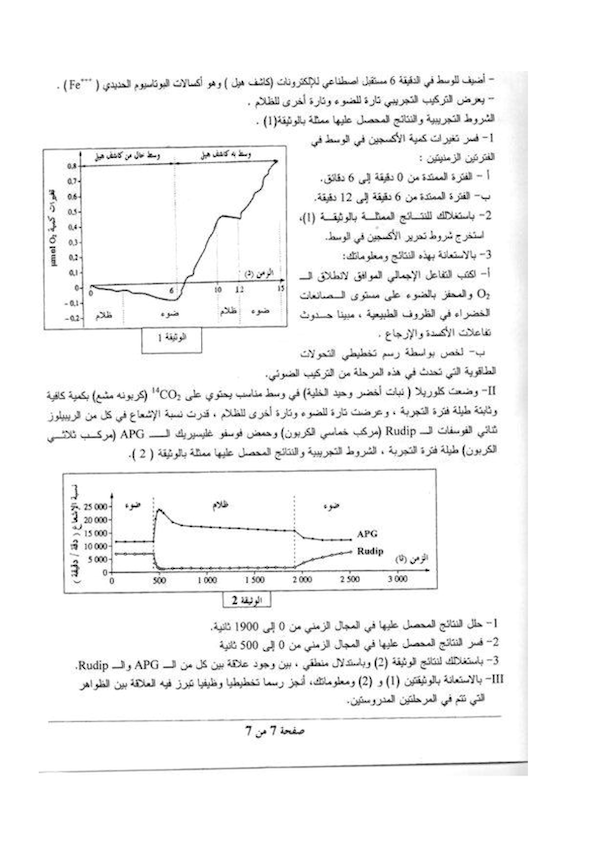 – أضيف للوسط في الدقيقة 6 مستقبل اصطناعي للإلكترونات (كاشف هيل ) وهو أكسالات البوتاسيوم الحديدي ( Fe+++ ) .
– يعرض التركيب التجريبي تارة للضوء وتارة أخرى للظلام .
الشروط التجريبية والنتائج المحصل عليها ممثلة بالوثيقة(1) .
1– فسر تغيرات كمية الأكسجين في الوسط في
الفترتين الزمنيتين :
أ – الفترة الممتدة من 0 دقيقة إلى 6 دقائق.
ب– الفترة الممتدة من 6 دقيقة إلى 12 دقيقة.
2– باستغلالك للنتائج الممثلة بالوثيقة (1)،
استخرج شروط تحرير الأكسجين في الوسط.
3– بالاستعانة بهذه النتائج ومعلوماتك:
أ– اكتب التفاعل الإجمالي الموافق لانطلاق الـ
O2 والمحفز بالضوء على مستوى الصانعات
الخضراء في الظروف الطبيعية ، مبينا حدوث
تفاعلات الأكسدة والإرجاع .
ب– لخص بواسطة رسم تخطيطي التحولات
الطاقوية التي تحدث في هذه المرحلة من التركيب الضوئي.
وسط خال من كاشف هيل
وسط به كاشف هيل
تغيرات كمية O2 µmol
0,8
0,7
0,6
0,5
0,4
0,3
0,2
0,1
0
- 0,1
- 0,2
0 6 10 12 15
الزمن (د)
ظلام ضوء ظلام ضوء
الوثيقة 1
II– وضعت كلوريلا ( نبات أخضر وحيد الخلية) في وسط مناسب يحتوي على 14CO2 (كربونه مشع) بكمية كافية
وثابتة طيلة فترة التجربة ، وعرضت تارة للضوء وتارة أخرى للظلام ، قدرت نسبة الإشعاع في كل من الريبيلوز
ثنائي الفوسفات الـ Rudip (مركب خماسي الكربون) وحمض فوسفو غليسيريك الـ APG (مركب ثلاثي
الكربون) طيلة فترة التجربة ، الشروط التجريبية والنتائج المحصل عليها ممثلة بالوثيقة ( 2 ).
نسبة الإشعاع ( دقة / دقيقة )
ضوء ظلام ضوء
25 000
20 000
15 000
10 000
5 000
0
APG
Rudip
الزمن (ثا)
0 500 1 000 1 500 2 000 2 500 3 000
الوثيقة 2
1– حلل النتائج المحصل عليها في المجال الزمني من 0 إلى 1900 ثانية.
2– فسر النتائج المحصل عليها في المجال الزمني من 0 إلى 500 ثانية
3– باستغلالك لنتائج الوثيقة (2) وباستدلال منطقي ، بين وجود علاقة بين كل من الـ APG والـ Rudip.
III– بالاستعانة بالوثيقتين (1) و (2) ومعلوماتك، أنجز رسما تخطيطيا وظيفيا تبرز فيه العلاقة بين الظواهر
التي تتم في المرحلتين المدروستين.
صفحة 7 من 7